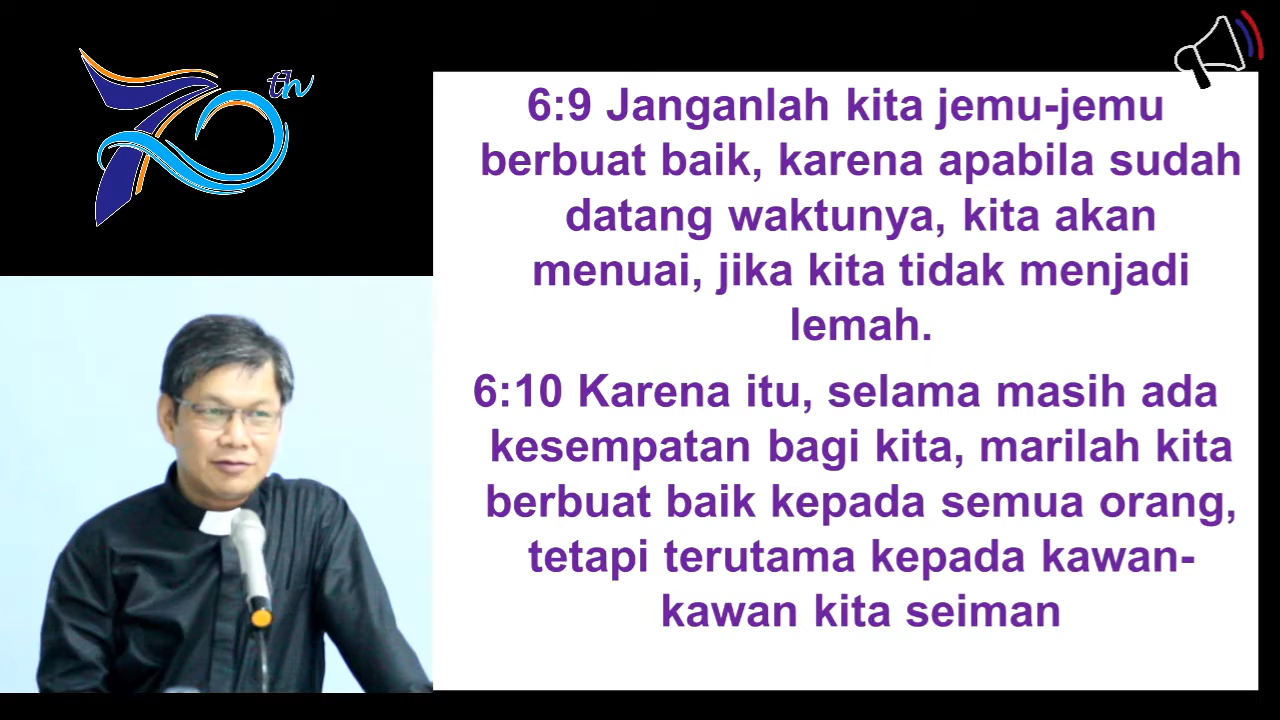 70th
6:9 Janganlah kita jemu-jemu
berbuat baik, karena apabila sudah
datang waktunya, kita akan
menuai, jika kita tidak menjadi
lemah.
6:10 Karena itu, selama masih ada
kesempatan bagi kita, marilah kita
berbuat baik kepada semua orang,
tetapi terutama kepada kawan-
kawan kita seiman